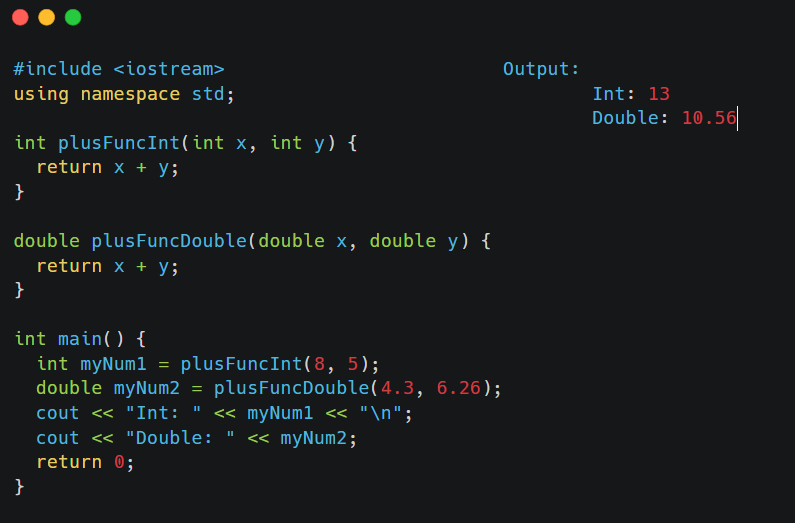 #include <iostream>
using namespace std;
int plusFuncInt(int x, int y) {
  return x + y;
}
double plusFuncDouble(double x, double y) {
  return x + y;
}
int main() {
  int myNum1 = plusFuncInt(8, 5);
  double myNum2 = plusFuncDouble(4.3, 6.26);
  cout << "Int: " << myNum1 << "\n";
  cout << "Double: " << myNum2;
  return 0;
}
Output:
Int: 13
Double: 10.56